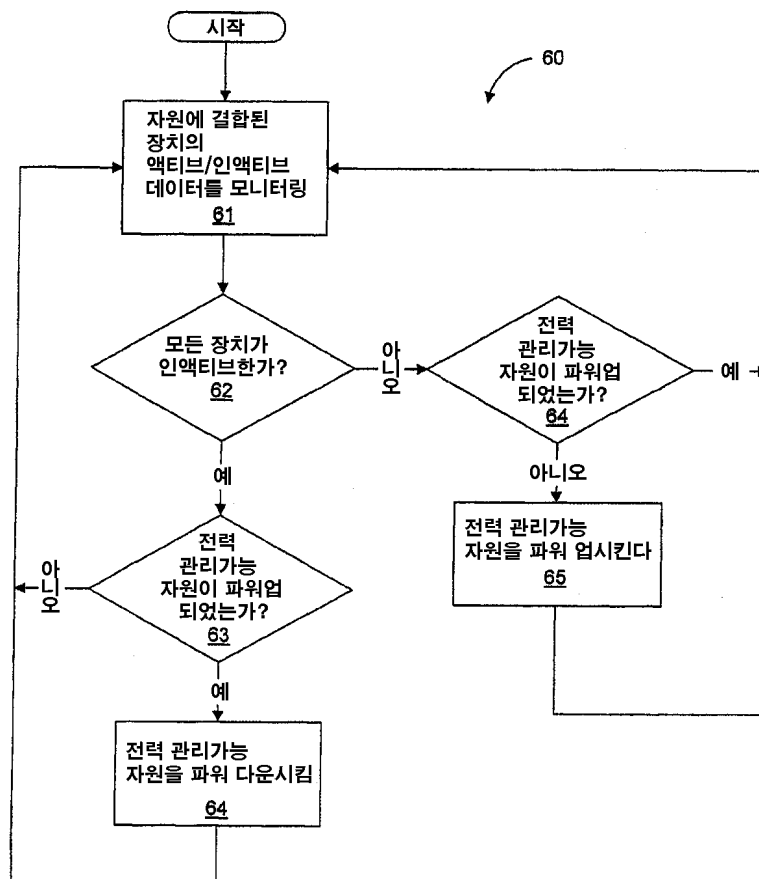 시작
60
자원에 결합된
장치의
액티브/인액티브
데이터를 모니터링
61
모든 장치가
인액티브한가?
62
아니오
전력
관리가능
자원이 파워업
되었는가?
64
예
예
아니오
전력 관리가능
자원을 파워 업시킨다
65
전력
관리가능
자원이 파워업
되었는가?
63
아니오
예
전력 관리가능
자원을 파워 다운시킴
64